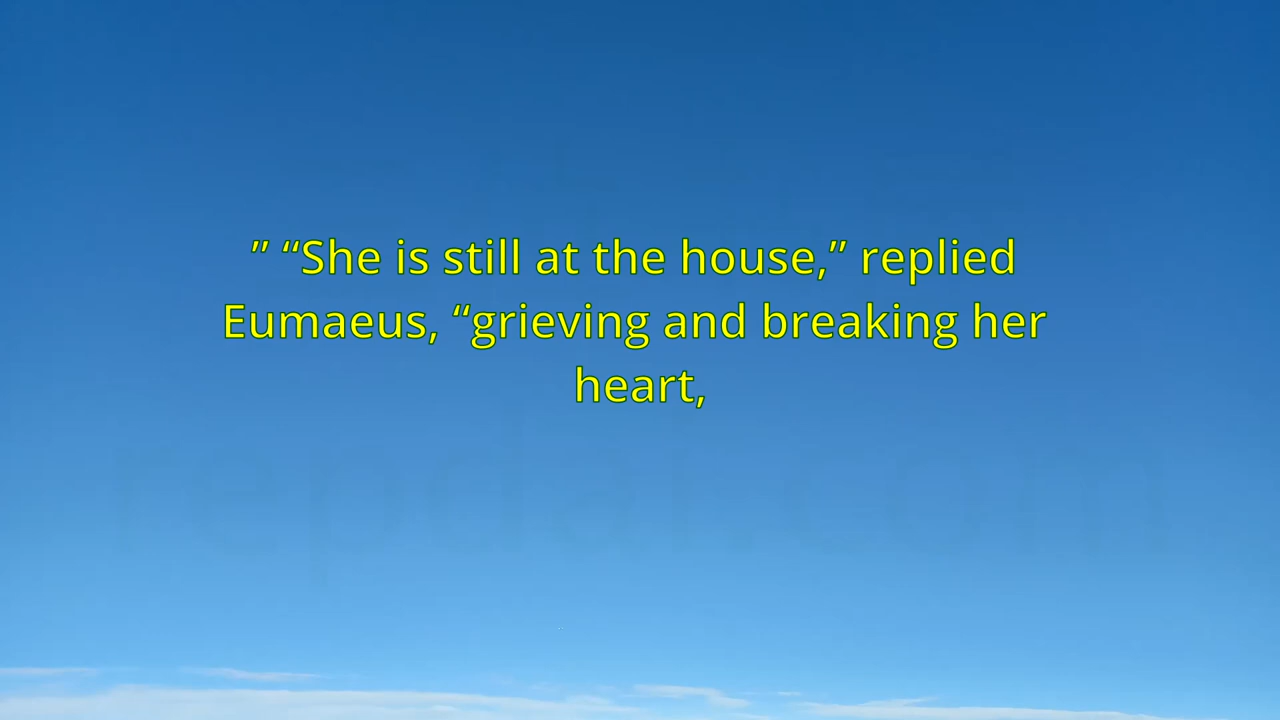 ” “She is still at the house,” replied
Eumaeus, “grieving and breaking her
heart,